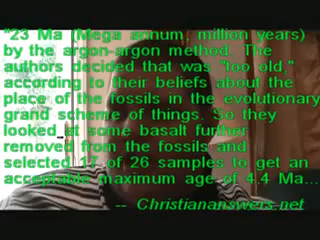 "23 Ma (Mega annum, million years)
by the argon-argon method. The
authors decided that was "too old,"
according to their beliefs about the
place of the fossils in the evolutionary
grand scheme of things. So they
looked at some basalt further
removed from the fossils and
selected 17 of 26 samples to get an
acceptable maximum age of 4.4 Ma...
-- Christiananswers.net